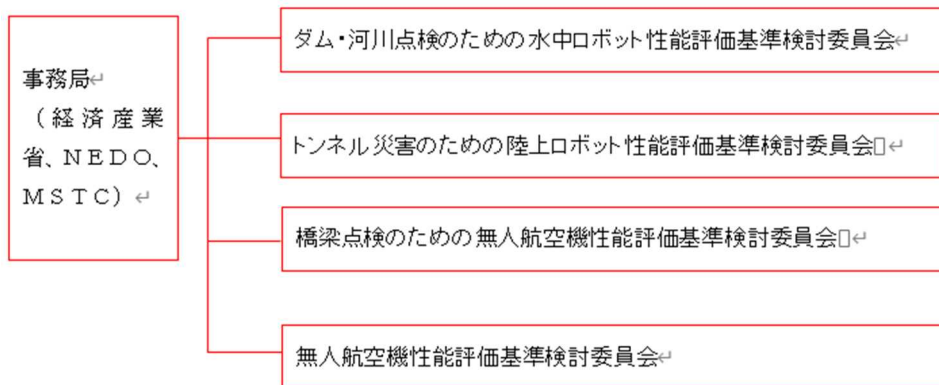 事務局↵
（経済産業
省、NEDO、
MSTC）↵
ダム・河川点検のための水中ロボット性能評価基準検討委員会↵
トンネル災害のための陸上ロボット性能評価基準検討委員会▯↵
橋梁点検のための無人航空機性能評価基準検討委員会▯↵
無人航空機性能評価基準検討委員会↵